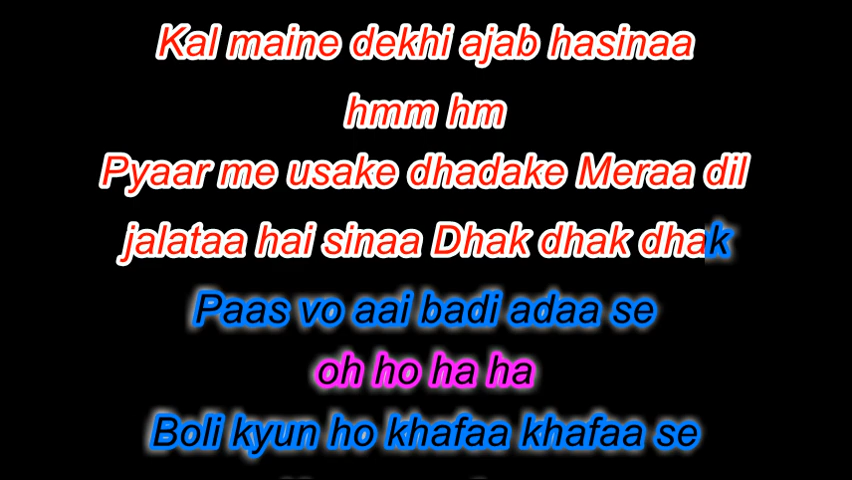 Kal maine dekhi ajab hasinaa
hmm hm
Pyaar me usake dhadake Meraa dil
jalataa hai sinaa Dhak dhak dhak
Paas vo aai badi adaa se
oh ho ha ha
Boli kyun ho khafaa khafaa se